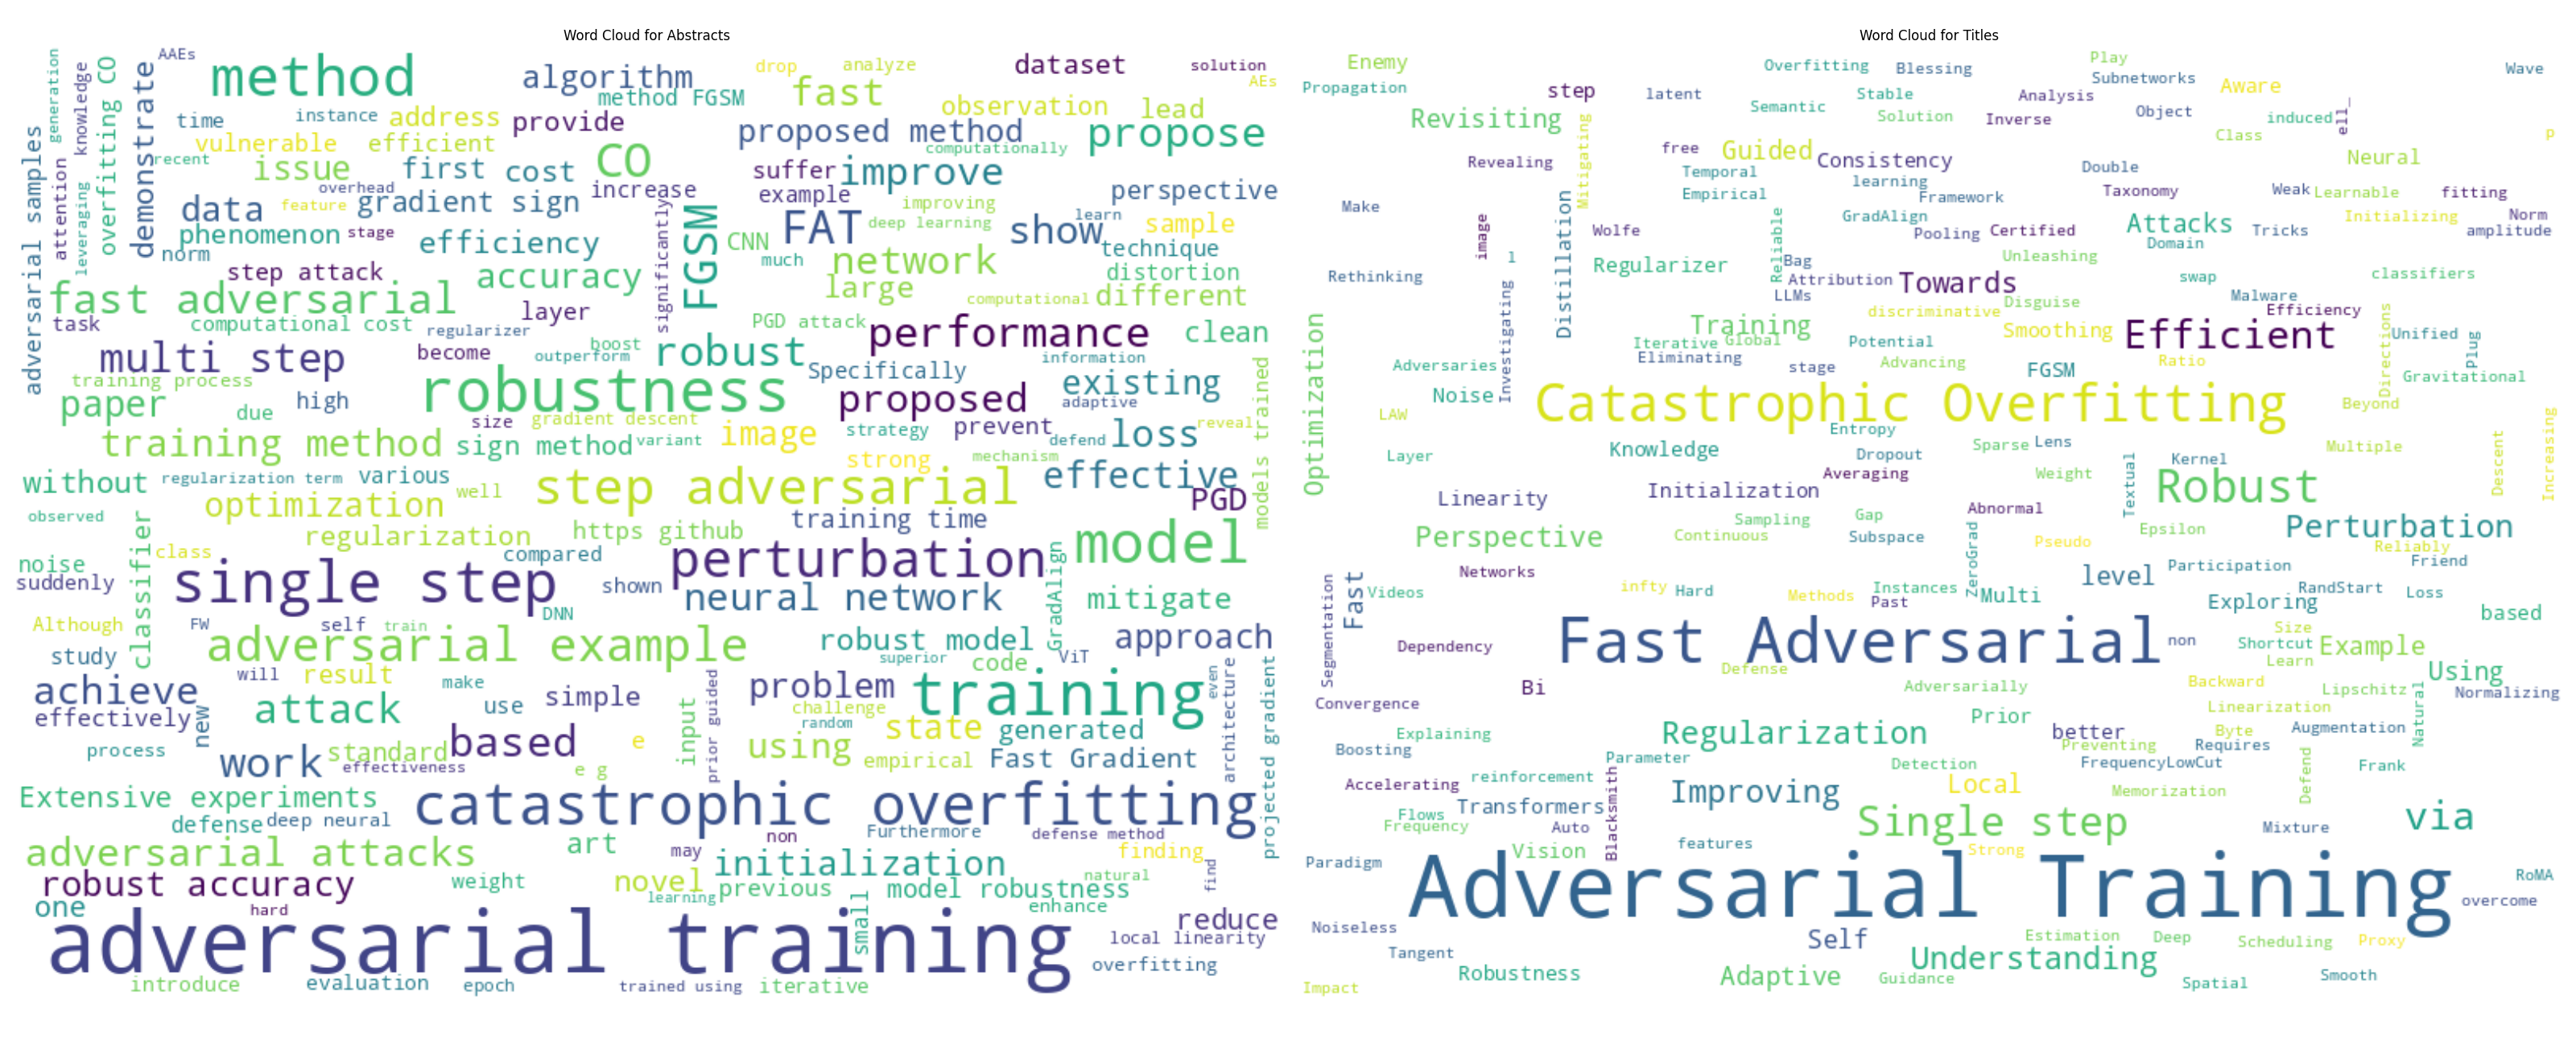 Word Cloud for Abstracts
AAEs
generation
knowledge
CO
method
algorithm
drop
analyze
dataset
solution
AEs
method FGSM
fast
observation
lead
demonstrate
time
instance
address
provide
proposed method
propose
overfitting CO
vulnerable
efficient
computationally
recent
issue
first
cost
CO
suffer
improve
adversarial samples
attention
overhead
increase
example
perspective
data
feature
gradient sign
improving
learn
leveraging
phenomenon
stage
efficiency
FGSM
CNN
FAT
deep learning
show
sample
technique
norm
step attack
accuracy
significantly
much
network
distortion
fast adversarial
layer
large
computational
different
task
computational cost
regularizer
PGD attack
performance
clean
multi step
become
boost
outperform
robust
information
training process
Specifically
existing
paper
due
high
robustness
proposed
adaptive
models trained
size
gradient descent
reveal
training method
sign method
variant
image
strategy
prevent
defend
loss
strong
mechanism
without
regularization term
various
well
step adversarial
effective
optimization
PGD
observed
classifier
regularization
https github
training time
class
compared
perturbation
model
noise
suddenly
single step
shown
neural network
GradAlign
mitigate
DNN
Although
FW
self
train
adversarial example
robust model
approach
study
superior
code
ViT
will
result
make
achieve
simple
prior guided
problem
training
even
architecture
projected gradient
effectively
new
attack
use
input
challenge
random
state
generated
process
work
standard
based
e
using
empirical
Fast Gradient
effectiveness
e g
Extensive experiments
catastrophic overfitting
defense
deep neural
Furthermore
defense method
non
adversarial attacks
art
may
finding
initialization
robust accuracy
weight
novel
previous
model robustness
natural
find
one
hard
learning
enhance
adversarial training
small
reduce
local linearity
overfitting
introduce
evaluation
epoch
trained using
iterative
Word Cloud for Titles
Enemy
Overfitting
Blessing
Play
Subnetworks
Wave
Propagation
step
latent
Stable
Analysis
Aware
Semantic
Solution
Inverse
Object
induced
ell_
Revisiting
Mitigating
Class
p
free
Guided
Consistency
Neural
Revealing
Temporal
Double
learning
Empirical
Framework
Taxonomy
Weak
Learnable
fitting
Make
Distillation
GradAlign
Attacks
Initializing
Norm
image
Wolfe
Reliable
Pooling
Certified
Tricks
amplitude
Domain
l
Regularizer
Bag
Unleashing
Rethinking
Attribution
Towards
swap
classifiers
LLMs
Disguise
Malware
discriminative
Efficiency
Investigating
Training
Smoothing
Efficient
Directions
Unified
Plug
Optimization
Iterative
Global
Potential
Eliminating
Advancing
Ratio
Adversaries
stage
FGSM
Gravitational
Noise
Catastrophic Overfitting
Beyond
LAW
Increasing
Entropy
Knowledge
Sparse
Lens
Multiple
Layer
Dropout
Kernel
Descent
Averaging
Weight
Textual
Linearity
Initialization
Robust
Abnormal
Sampling
Gap
Epsilon
Perturbation
Perspective
Continuous
Subspace
ZeroGrad
Pseudo
Reliably
Friend
Networks
level
Participation
Segmentation
Fast
Videos
infty
Hard
Methods
Instances
Past
Multi
RandStart
Loss
Exploring
based
Fast Adversarial
non
Size
Shortcut
Example
Dependency
Defense
Learn
Using
Bi
Adversarially
Backward
Lipschitz
Normalizing
Convergence
Linearization
Natural
Prior
Explaining
Regularization
better
Byte
Augmentation
Boosting
Preventing
Requires
Parameter
Detection
FrequencyLowCut
Defend
Frank
Accelerating
reinforcement
Local
Improving
Memorization
Transformers
Blacksmith
Flows
Frequency
Auto
Single step
Mixture
via
Vision
features
Strong
Paradigm
Adversarial Training
RoMA
overcome
Noiseless
Self
Estimation
Deep
Scheduling
Proxy
Tangent
Understanding
Robustness
Adaptive
Guidance
Spatial
Smooth
Impact